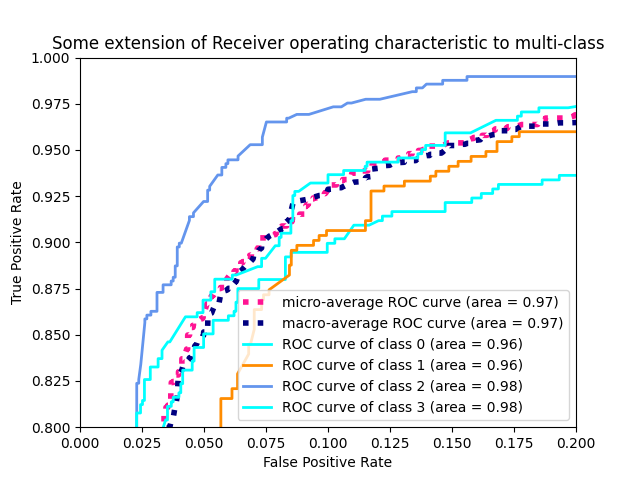 Some extension of Receiver operating characteristic to multi-class
True Positive Rate
1.000
0.975
0.950
0.925
0.900
0.875
0.850
0.825
0.800
micro-average ROC curve (area = 0.97)
macro-average ROC curve (area = 0.97)
ROC curve of class 0 (area = 0.96)
ROC curve of class 1 (area = 0.96)
ROC curve of class 2 (area = 0.98)
ROC curve of class 3 (area = 0.98)
0.000 0.025 0.050 0.075 0.100 0.125 0.150 0.175 0.200
False Positive Rate